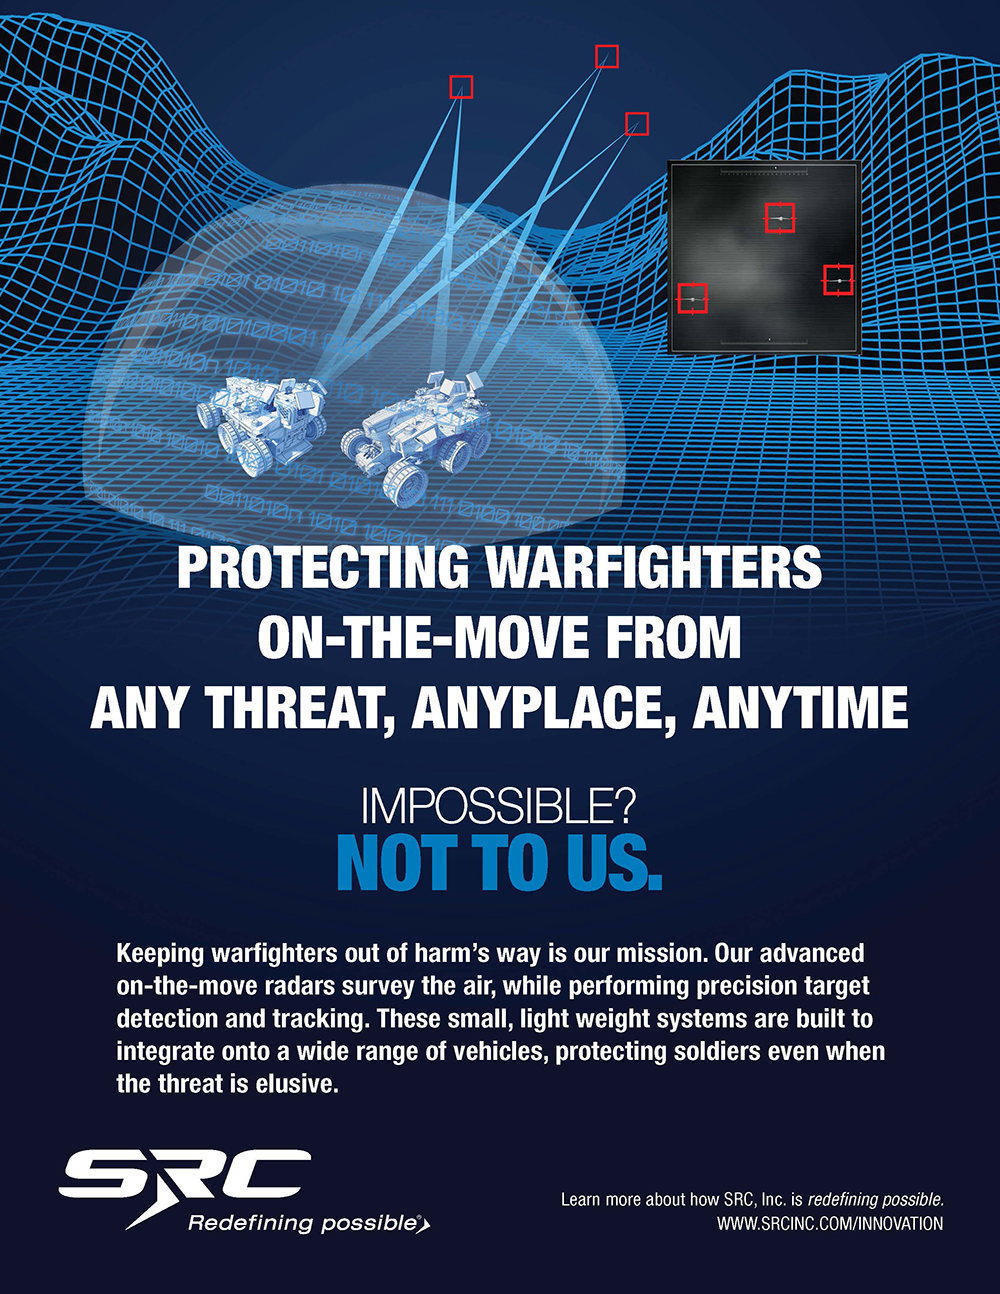 PROTECTING WARFIGHTERS
ON-THE-MOVE FROM
ANY THREAT, ANYPLACE, ANYTIME
IMPOSSIBLE?
NOT TO US.
Keeping warfighters out of harm's way is our mission. Our advanced
on-the-move radars survey the air, while performing precision target
detection and tracking. These small, light weight systems are built to
integrate onto a wide range of vehicles, protecting soldiers even when
the threat is elusive.
SRC
Redefining possible®
Learn more about how SRC, Inc. is redefining possible.
WWW.SRCINC.COM/INNOVATION